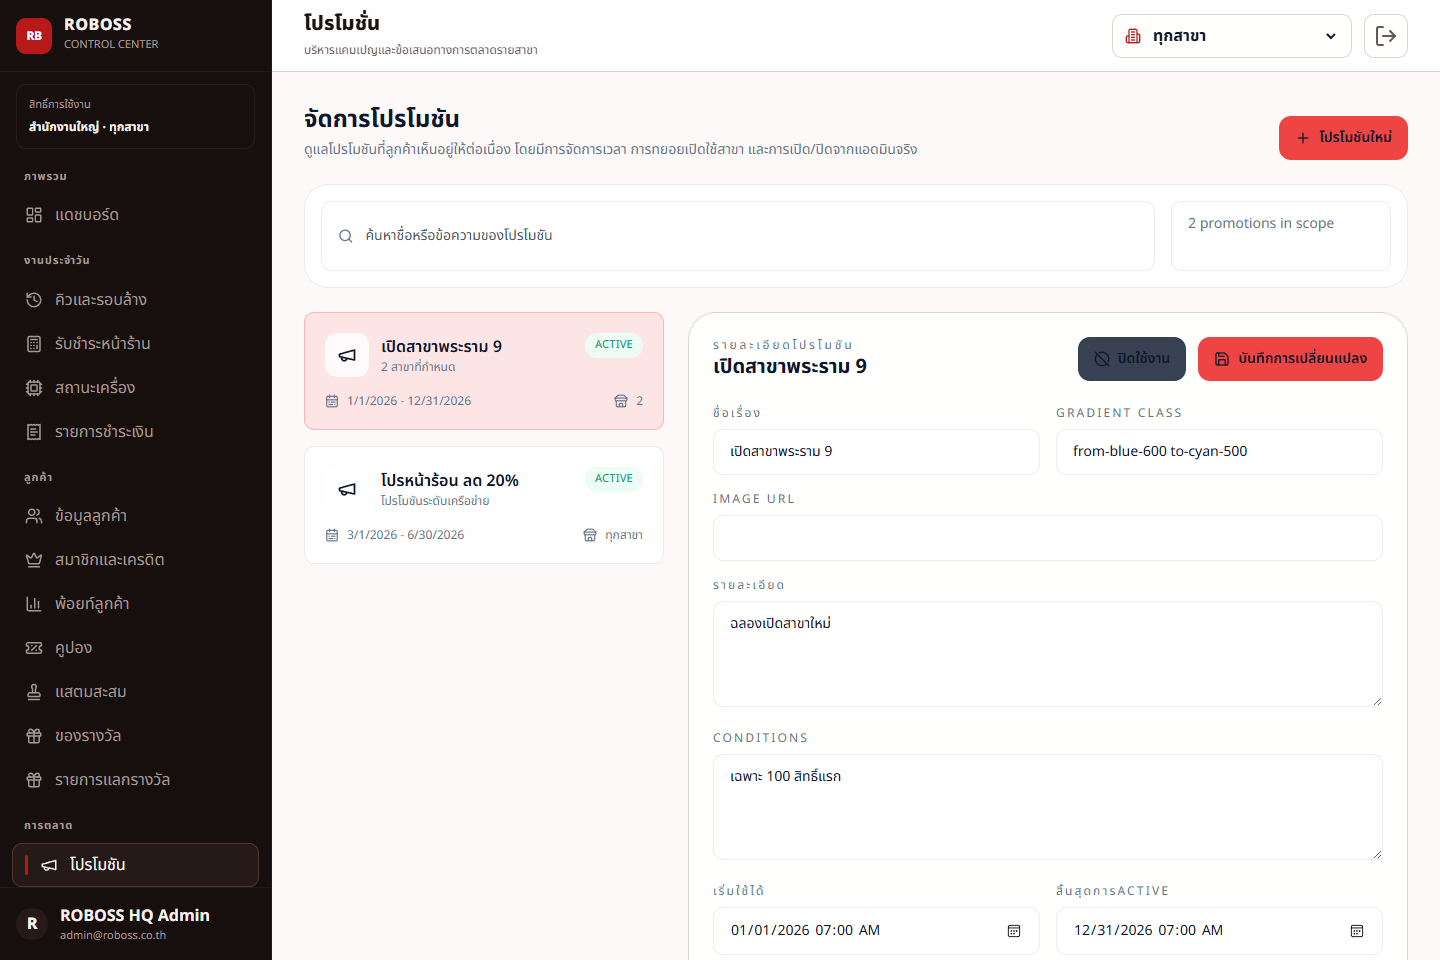 RB
ROBOSS
CONTROL CENTER
สิทธิ์การใช้งาน
สำนักงานใหญ่ · ทุกสาขา
ภาพรวม
แดชบอร์ด
งานประจำวัน
คิวและรอบล้าง
รับชำระหน้าร้าน
สถานะเครื่อง
รายการชำระเงิน
ลูกค้า
ข้อมูลลูกค้า
สมาชิกและเครดิต
พ้อยท์ลูกค้า
คูปอง
แสตมสะสม
ของรางวัล
รายการแลกรางวัล
การตลาด
โปรโมชัน
R
ROBOSS HQ Admin
admin@roboss.co.th
โปรโมชั่น
บริหารแคมเปญและข้อเสนอทางการตลาดรายสาขา
ทุกสาขา
จัดการโปรโมชัน
ดูแลโปรโมชันที่ลูกค้าเห็นอยู่ให้ต่อเนื่อง โดยมีการจัดการเวลา การทยอยเปิดใช้สาขา และการเปิด/ปิดจากแอดมินจริง
โปรโมชันใหม่
ค้นหาชื่อหรือข้อความของโปรโมชัน
2 promotions in scope
เปิดสาขาพระราม 9
ACTIVE
2 สาขาที่กำหนด
1/1/2026 - 12/31/2026
2
โปรหน้าร้อน ลด 20%
ACTIVE
โปรโมชันระดับเครือข่าย
3/1/2026 - 6/30/2026
ทุกสาขา
รายละเอียดโปรโมชัน
เปิดสาขาพระราม 9
ปิดใช้งาน
บันทึกการเปลี่ยนแปลง
ชื่อเรื่อง
GRADIENT CLASS
เปิดสาขาพระราม 9
from-blue-600 to-cyan-500
IMAGE URL
รายละเอียด
ฉลองเปิดสาขาใหม่
CONDITIONS
เฉพาะ 100 สิทธิ์แรก
เริ่มใช้ได้
สิ้นสุดการACTIVE
01/01/2026 07:00 AM
12/31/2026 07:00 AM